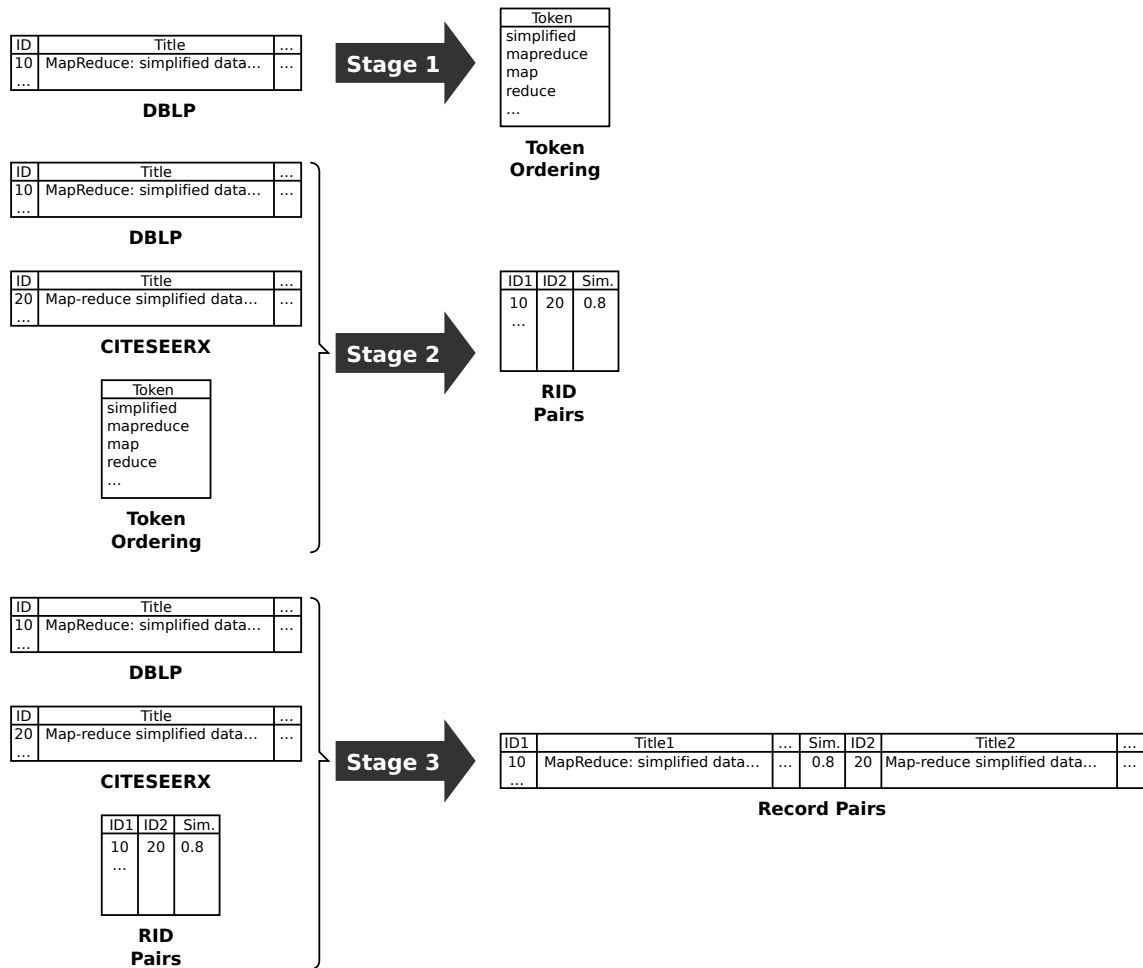 ID Title …
10 MapReduce: simplified data… …
…
DBLP
Stage 1
Token
simplified
mapreduce
map
reduce
…
Token
Ordering
ID Title …
10 MapReduce: simplified data… …
…
DBLP
ID Title …
20 Map-reduce simplified data… …
…
CITESEERX
Token
simplified
mapreduce
map
reduce
…
Token
Ordering
Stage 2
ID1 ID2 Sim.
10 20 0.8
…
RID
Pairs
ID Title …
10 MapReduce: simplified data… …
…
DBLP
ID Title …
20 Map-reduce simplified data… …
…
CITESEERX
ID1 ID2 Sim.
10 20 0.8
…
RID
Pairs
Stage 3
ID1 Title1 … Sim. ID2 Title2 …
10 MapReduce: simplified data… … 0.8 20 Map-reduce simplified data… …
…
Record Pairs